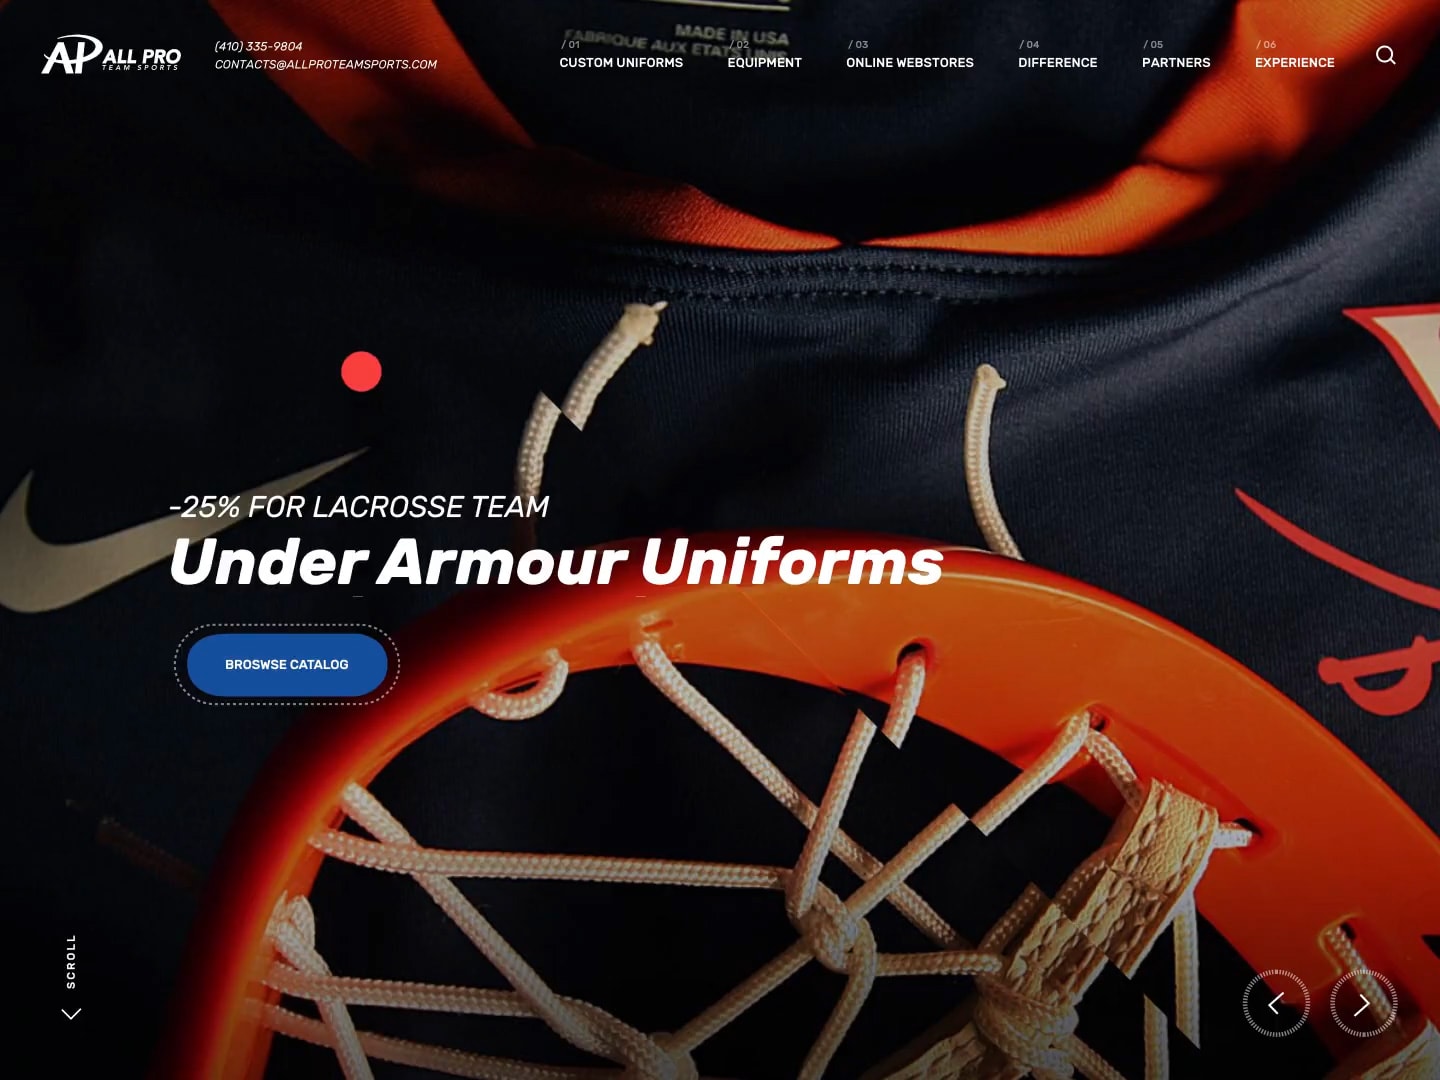 MADE IN USA
FABRIQUE AUX ETATS UNIS
AP ALL PRO
TEAM SPORTS
(410) 335-9804
CONTACTS@ALLPROTEAMSPORTS.COM
/ 01
CUSTOM UNIFORMS
/ 02
EQUIPMENT
/ 03
ONLINE WEBSTORES
/ 04
DIFFERENCE
/ 05
PARTNERS
/ 06
EXPERIENCE
-25% FOR LACROSSE TEAM
Under Armour Uniforms
BROSWSE CATALOG
SCROLL